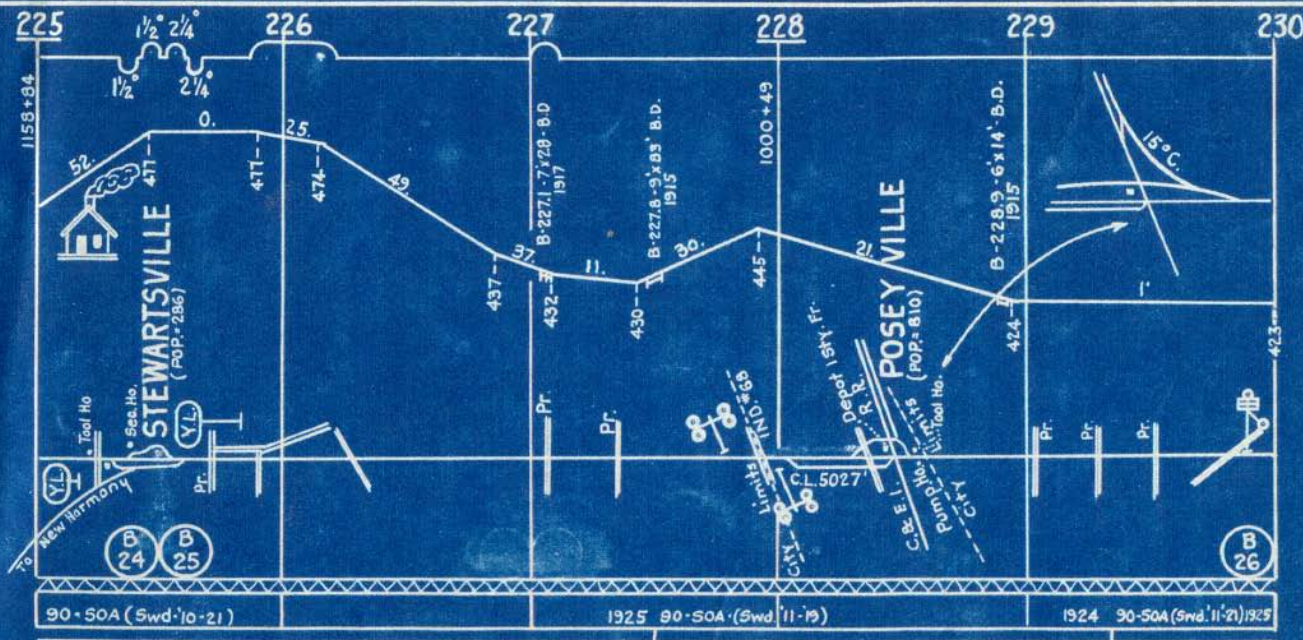 225 226 227 228 229 230
1½° 2¼°
1½° 2¼°
1158+84
1000+49
52. 0. 25. 49 37. 11. 30. 21. 1'
477 477 474 437 432 430 445 424 423
B-227.1-7'x28-B.D
1917
B-227.8-9'x83' B.D.
1915
B-228.9-6'x14'-B.D.
1915
15° C.
STEWARTSVILLE
(POP.=286)
POSEYVILLE
(POP.=810)
Tool Ho
Sec. Ho.
Y.L.
Y.L.
Pr.
Pr.
Pr.
To New Harmony
City Limits
IND. #68
Depot 1 Sty. Fr.
R.R.
C.L. 5027'
C. & E. I.
Pump Ho.
Tool Ho.
City Limits
Pr. Pr. Pr.
B
24
B
25
B
26
90-SOA (Swd.'10-21)
1925 90-SOA-(Swd.'11-19)
1924 90-SOA(Swd.'11-21)1925